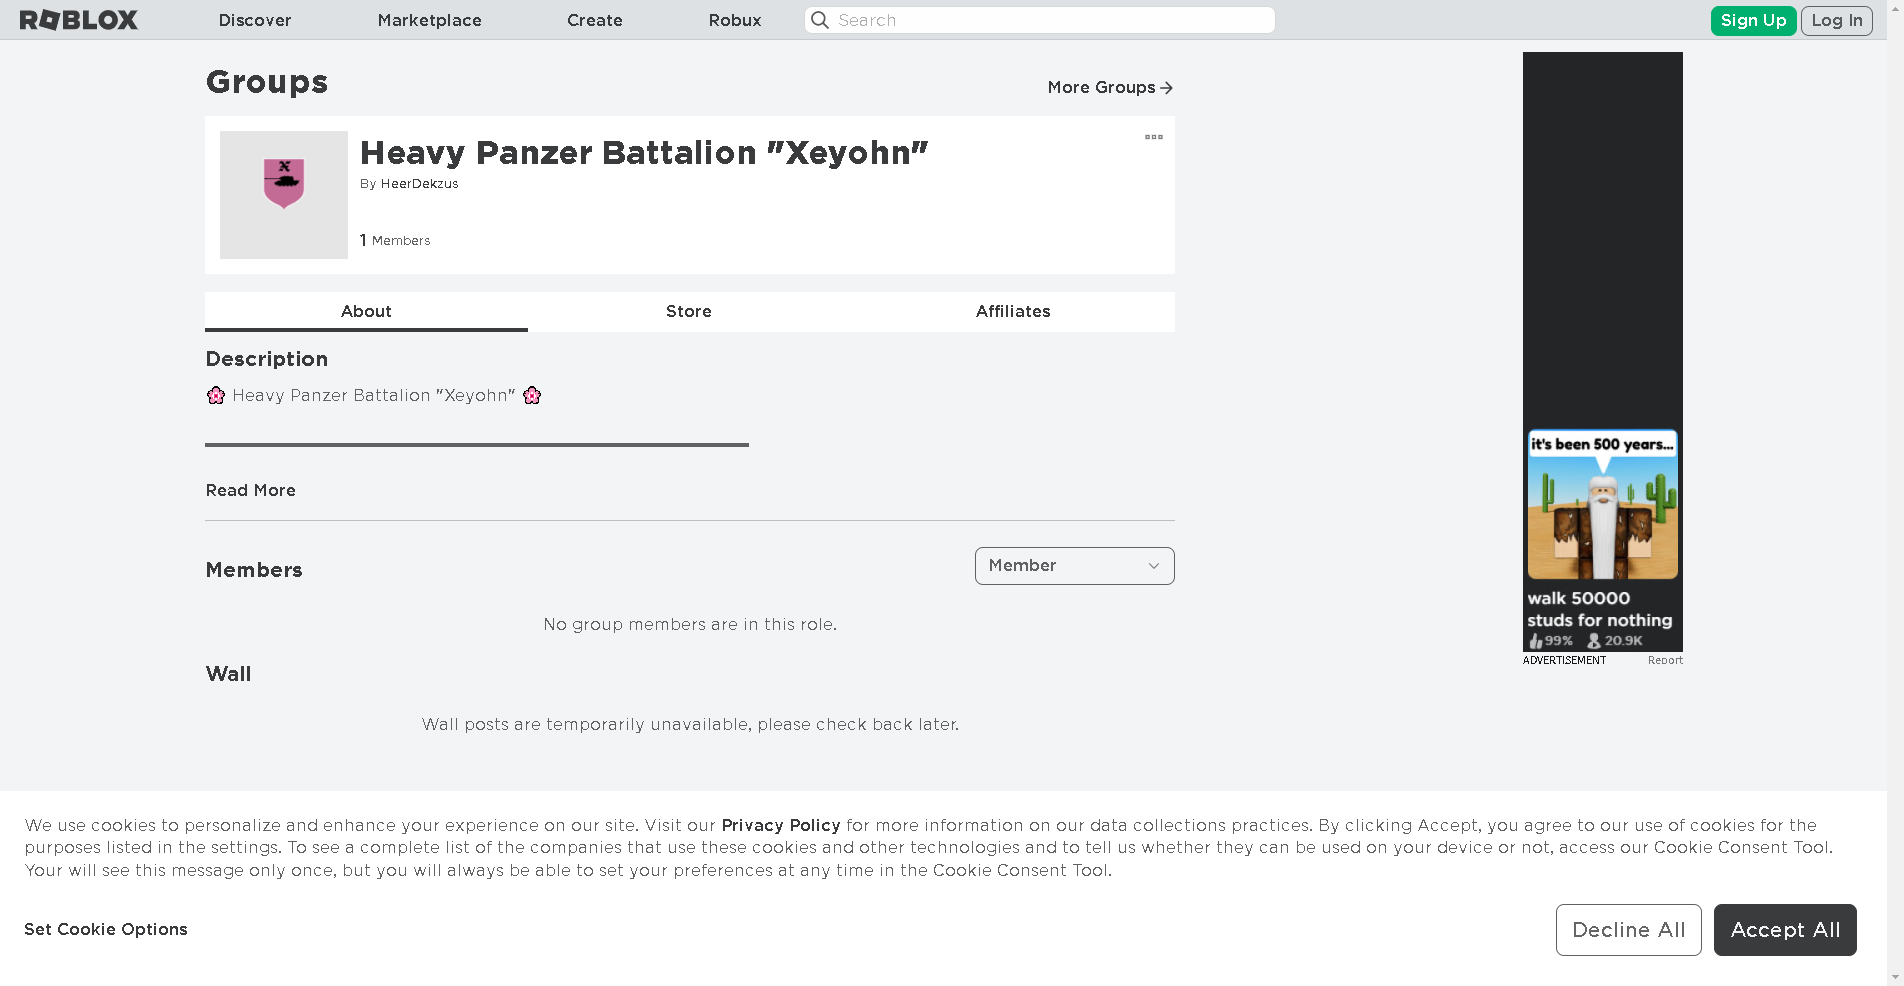 ROBLOX Discover Marketplace Create Robux Search Sign Up Log In
Groups
More Groups
Heavy Panzer Battalion "Xeyohn"
By HeerDekzus
1 Members
X
About Store Affiliates
Description
🌸 Heavy Panzer Battalion "Xeyohn" 🌸
Read More
Members
Member
No group members are in this role.
Wall
Wall posts are temporarily unavailable, please check back later.
it's been 500 years...
walk 50000
studs for nothing
99% 20.9K
ADVERTISEMENT Report
We use cookies to personalize and enhance your experience on our site. Visit our Privacy Policy for more information on our data collections practices. By clicking Accept, you agree to our use of cookies for the
purposes listed in the settings. To see a complete list of the companies that use these cookies and other technologies and to tell us whether they can be used on your device or not, access our Cookie Consent Tool.
Your will see this message only once, but you will always be able to set your preferences at any time in the Cookie Consent Tool.
Set Cookie Options
Decline All
Accept All